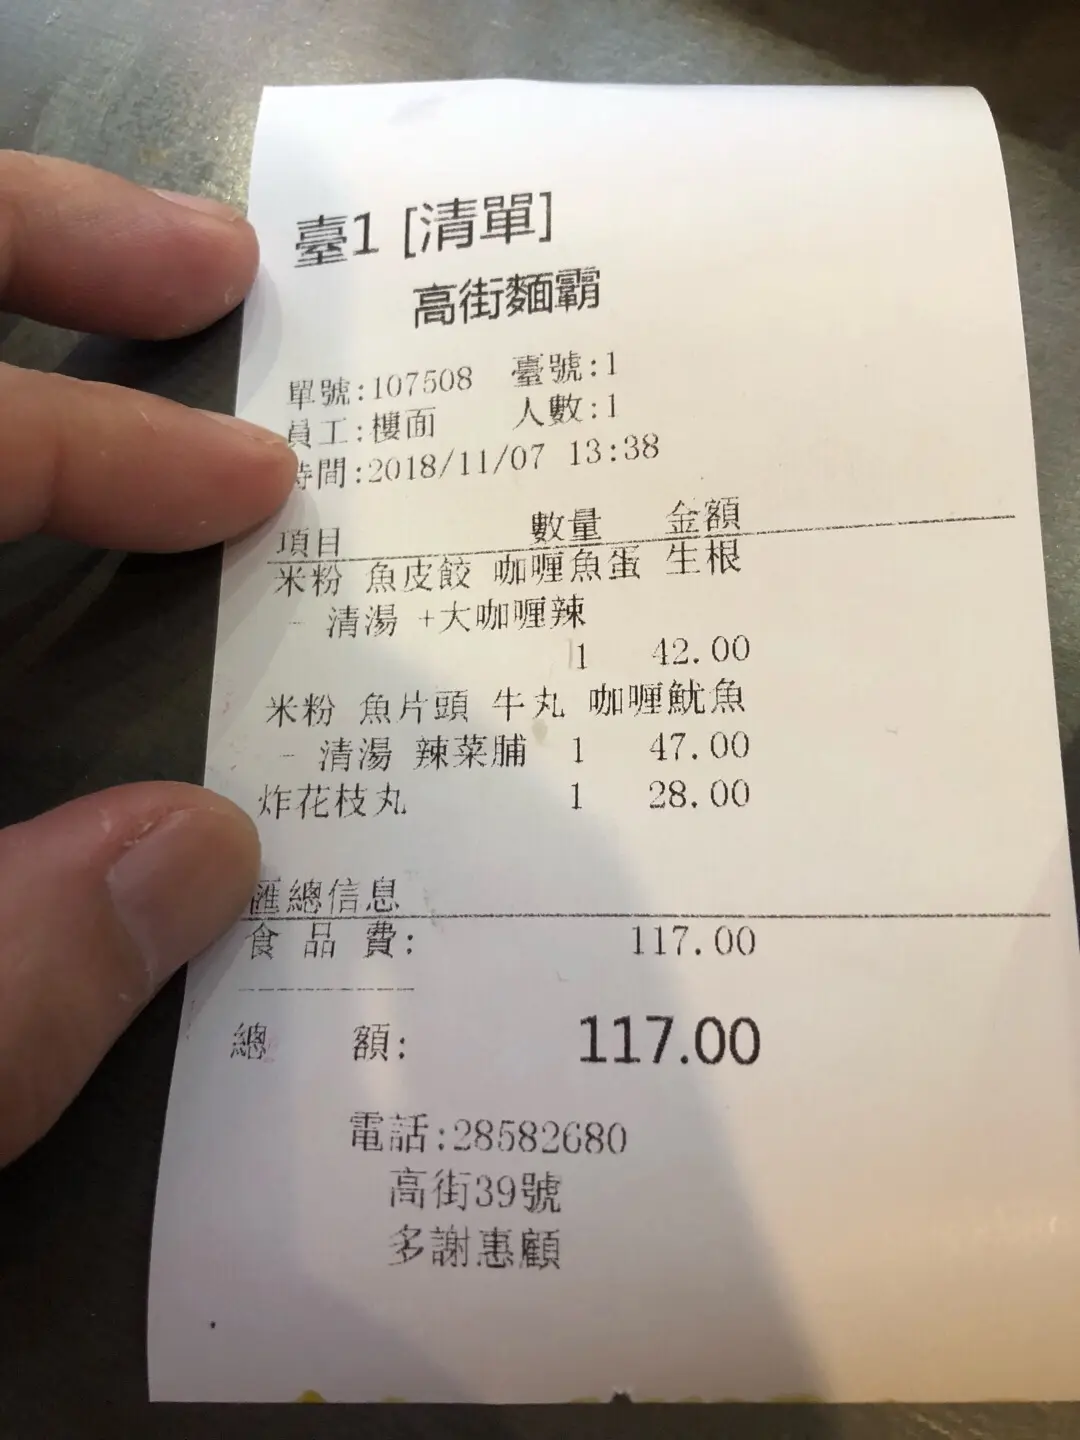 臺1 [清單]
高街麵霸
單號:107508 臺號:1
員工:樓面 人數:1
時間:2018/11/07 13:38
項目 數量 金額
米粉 魚皮餃 咖喱魚蛋 生根
- 清湯 +大咖喱辣
1 42.00
米粉 魚片頭 牛丸 咖喱魷魚
- 清湯 辣菜脯 1 47.00
炸花枝丸 1 28.00
匯總信息
食 品 費: 117.00
--------------
總 額: 117.00
電話:28582680
高街39號
多謝惠顧